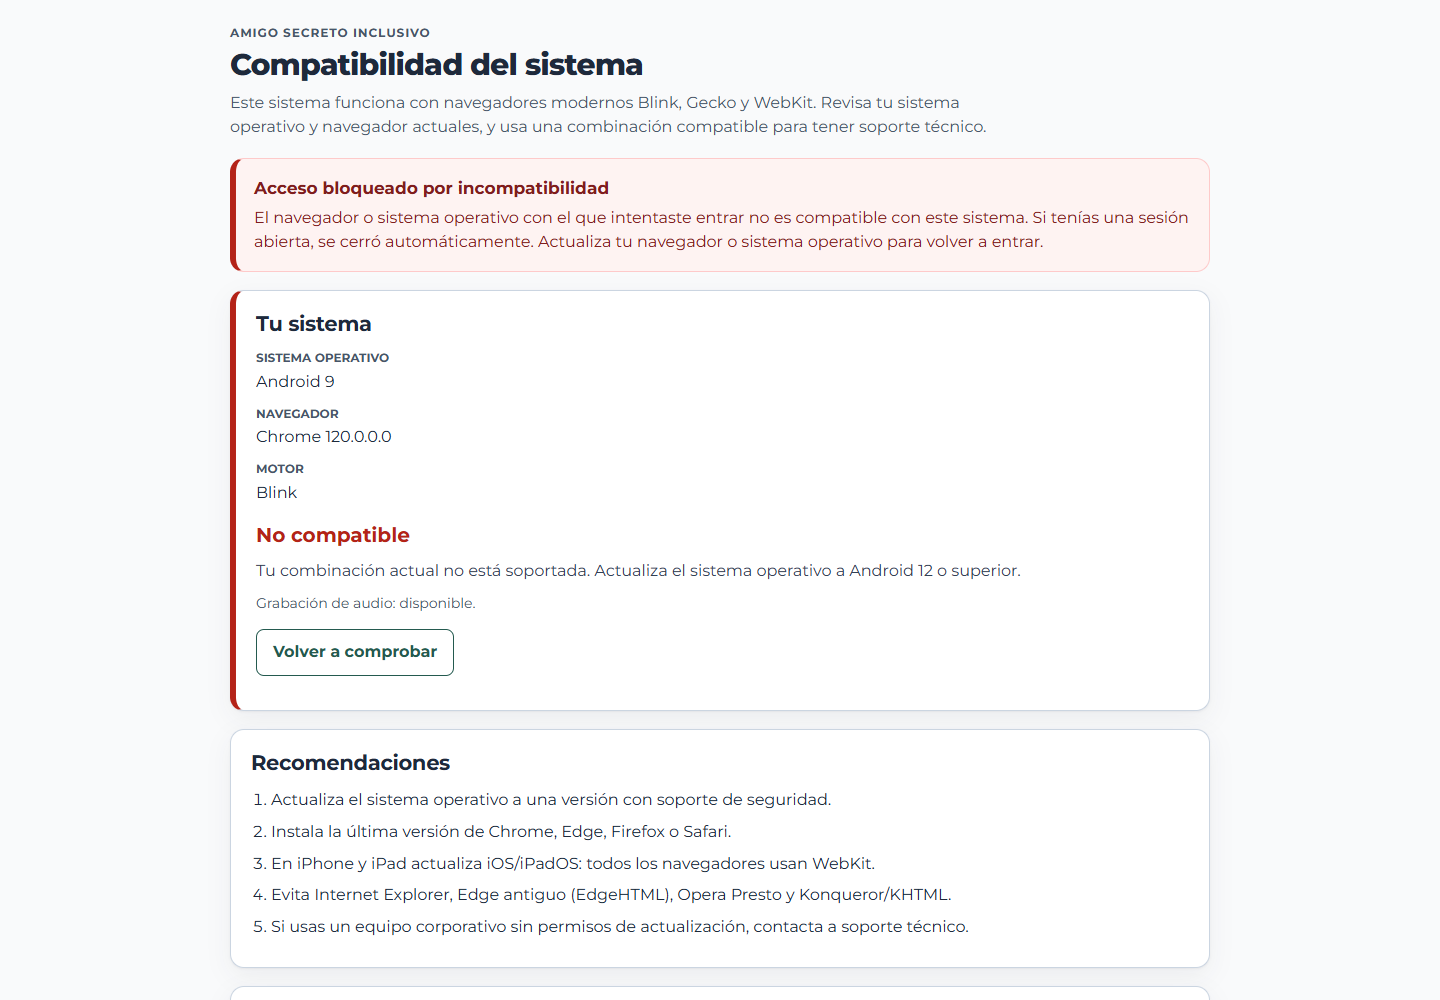 AMIGO SECRETO INCLUSIVO
Compatibilidad del sistema
Este sistema funciona con navegadores modernos Blink, Gecko y WebKit. Revisa tu sistema
operativo y navegador actuales, y usa una combinación compatible para tener soporte técnico.
Acceso bloqueado por incompatibilidad
El navegador o sistema operativo con el que intentaste entrar no es compatible con este sistema. Si tenías una sesión
abierta, se cerró automáticamente. Actualiza tu navegador o sistema operativo para volver a entrar.
Tu sistema
SISTEMA OPERATIVO
Android 9
NAVEGADOR
Chrome 120.0.0.0
MOTOR
Blink
No compatible
Tu combinación actual no está soportada. Actualiza el sistema operativo a Android 12 o superior.
Grabación de audio: disponible.
Volver a comprobar
Recomendaciones
1. Actualiza el sistema operativo a una versión con soporte de seguridad.
2. Instala la última versión de Chrome, Edge, Firefox o Safari.
3. En iPhone y iPad actualiza iOS/iPadOS: todos los navegadores usan WebKit.
4. Evita Internet Explorer, Edge antiguo (EdgeHTML), Opera Presto y Konqueror/KHTML.
5. Si usas un equipo corporativo sin permisos de actualización, contacta a soporte técnico.